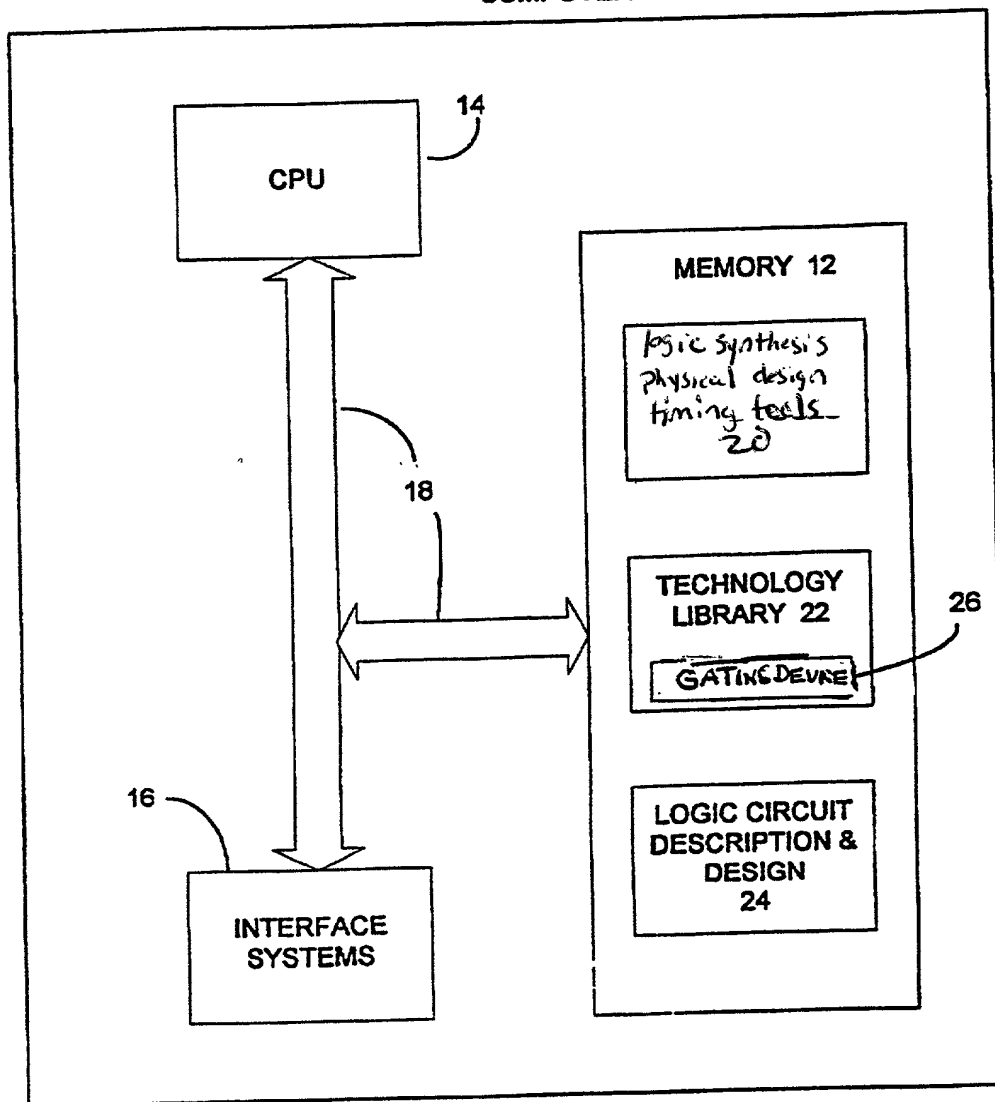 CPU
14
MEMORY 12
logic synthesis
physical design
timing tools
20
18
TECHNOLOGY
LIBRARY 22
26
GATING DEVICE
16
LOGIC CIRCUIT
DESCRIPTION &
DESIGN
24
INTERFACE
SYSTEMS